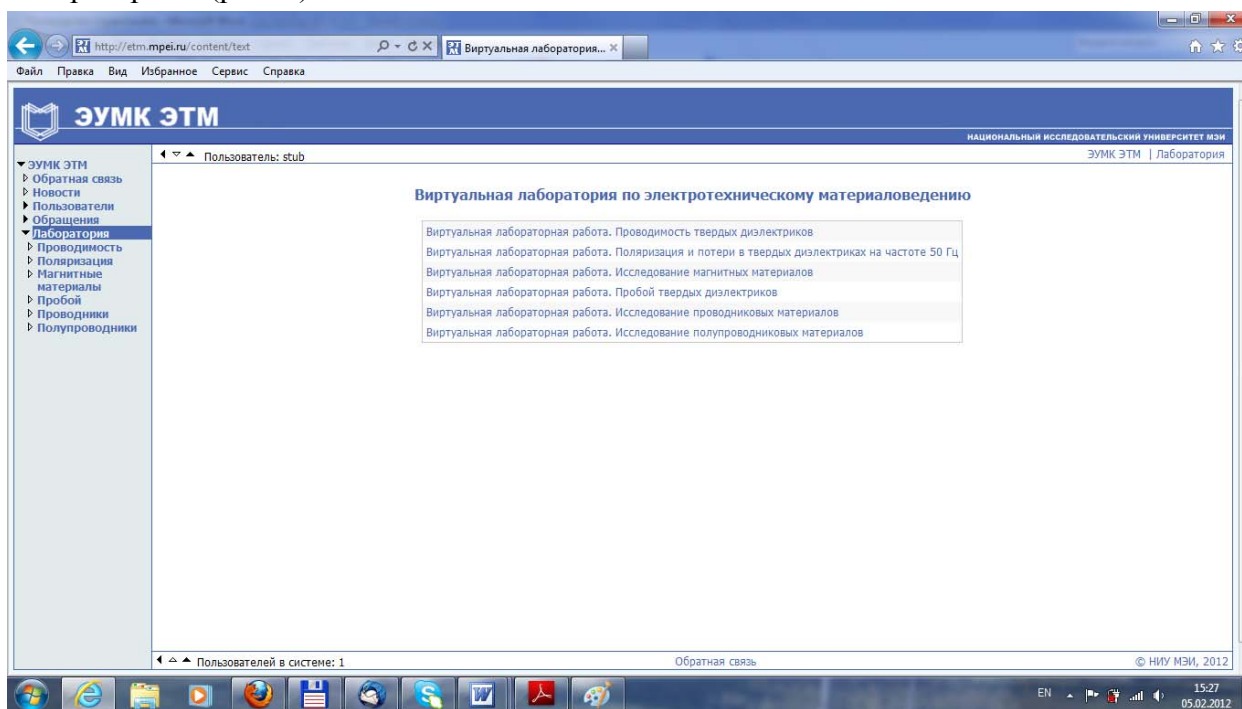 http://etm.mpei.ru/content/text
Виртуальная лаборатория...
Файл Правка Вид Избранное Сервис Справка
ЭУМК ЭТМ
НАЦИОНАЛЬНЫЙ ИССЛЕДОВАТЕЛЬСКИЙ УНИВЕРСИТЕТ МЭИ
Пользователь: stub
ЭУМК ЭТМ | Лаборатория
ЭУМК ЭТМ
Обратная связь
Новости
Пользователи
Обращения
Лаборатория
Проводимость
Поляризация
Магнитные
материалы
Пробой
Проводники
Полупроводники
Виртуальная лаборатория по электротехническому материаловедению
Виртуальная лабораторная работа. Проводимость твердых диэлектриков
Виртуальная лабораторная работа. Поляризация и потери в твердых диэлектриках на частоте 50 Гц
Виртуальная лабораторная работа. Исследование магнитных материалов
Виртуальная лабораторная работа. Пробой твердых диэлектриков
Виртуальная лабораторная работа. Исследование проводниковых материалов
Виртуальная лабораторная работа. Исследование полупроводниковых материалов
Пользователей в системе: 1
Обратная связь
© НИУ МЭИ, 2012
EN
15:27
05.02.2012